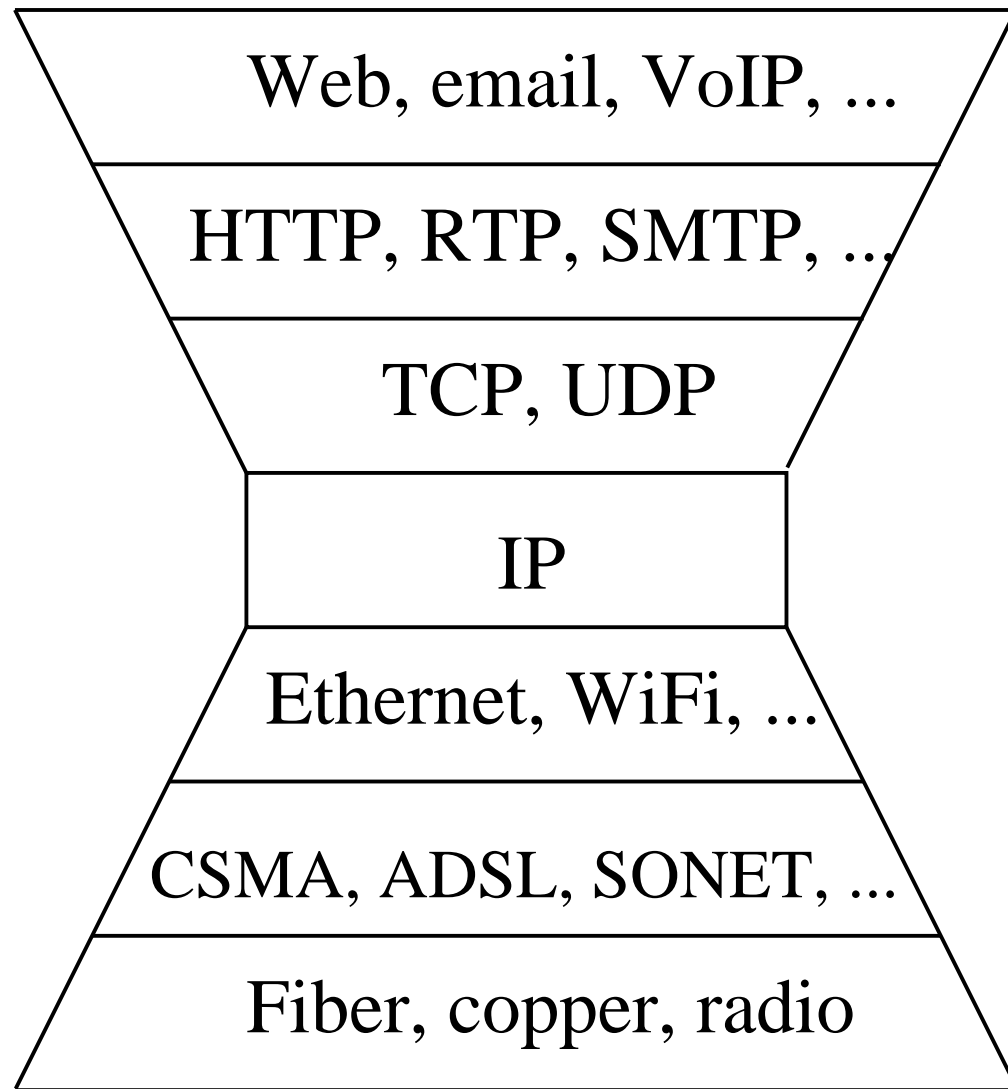 Web, email, VoIP, ...
HTTP, RTP, SMTP, ...
TCP, UDP
IP
Ethernet, WiFi, ...
CSMA, ADSL, SONET, ...
Fiber, copper, radio